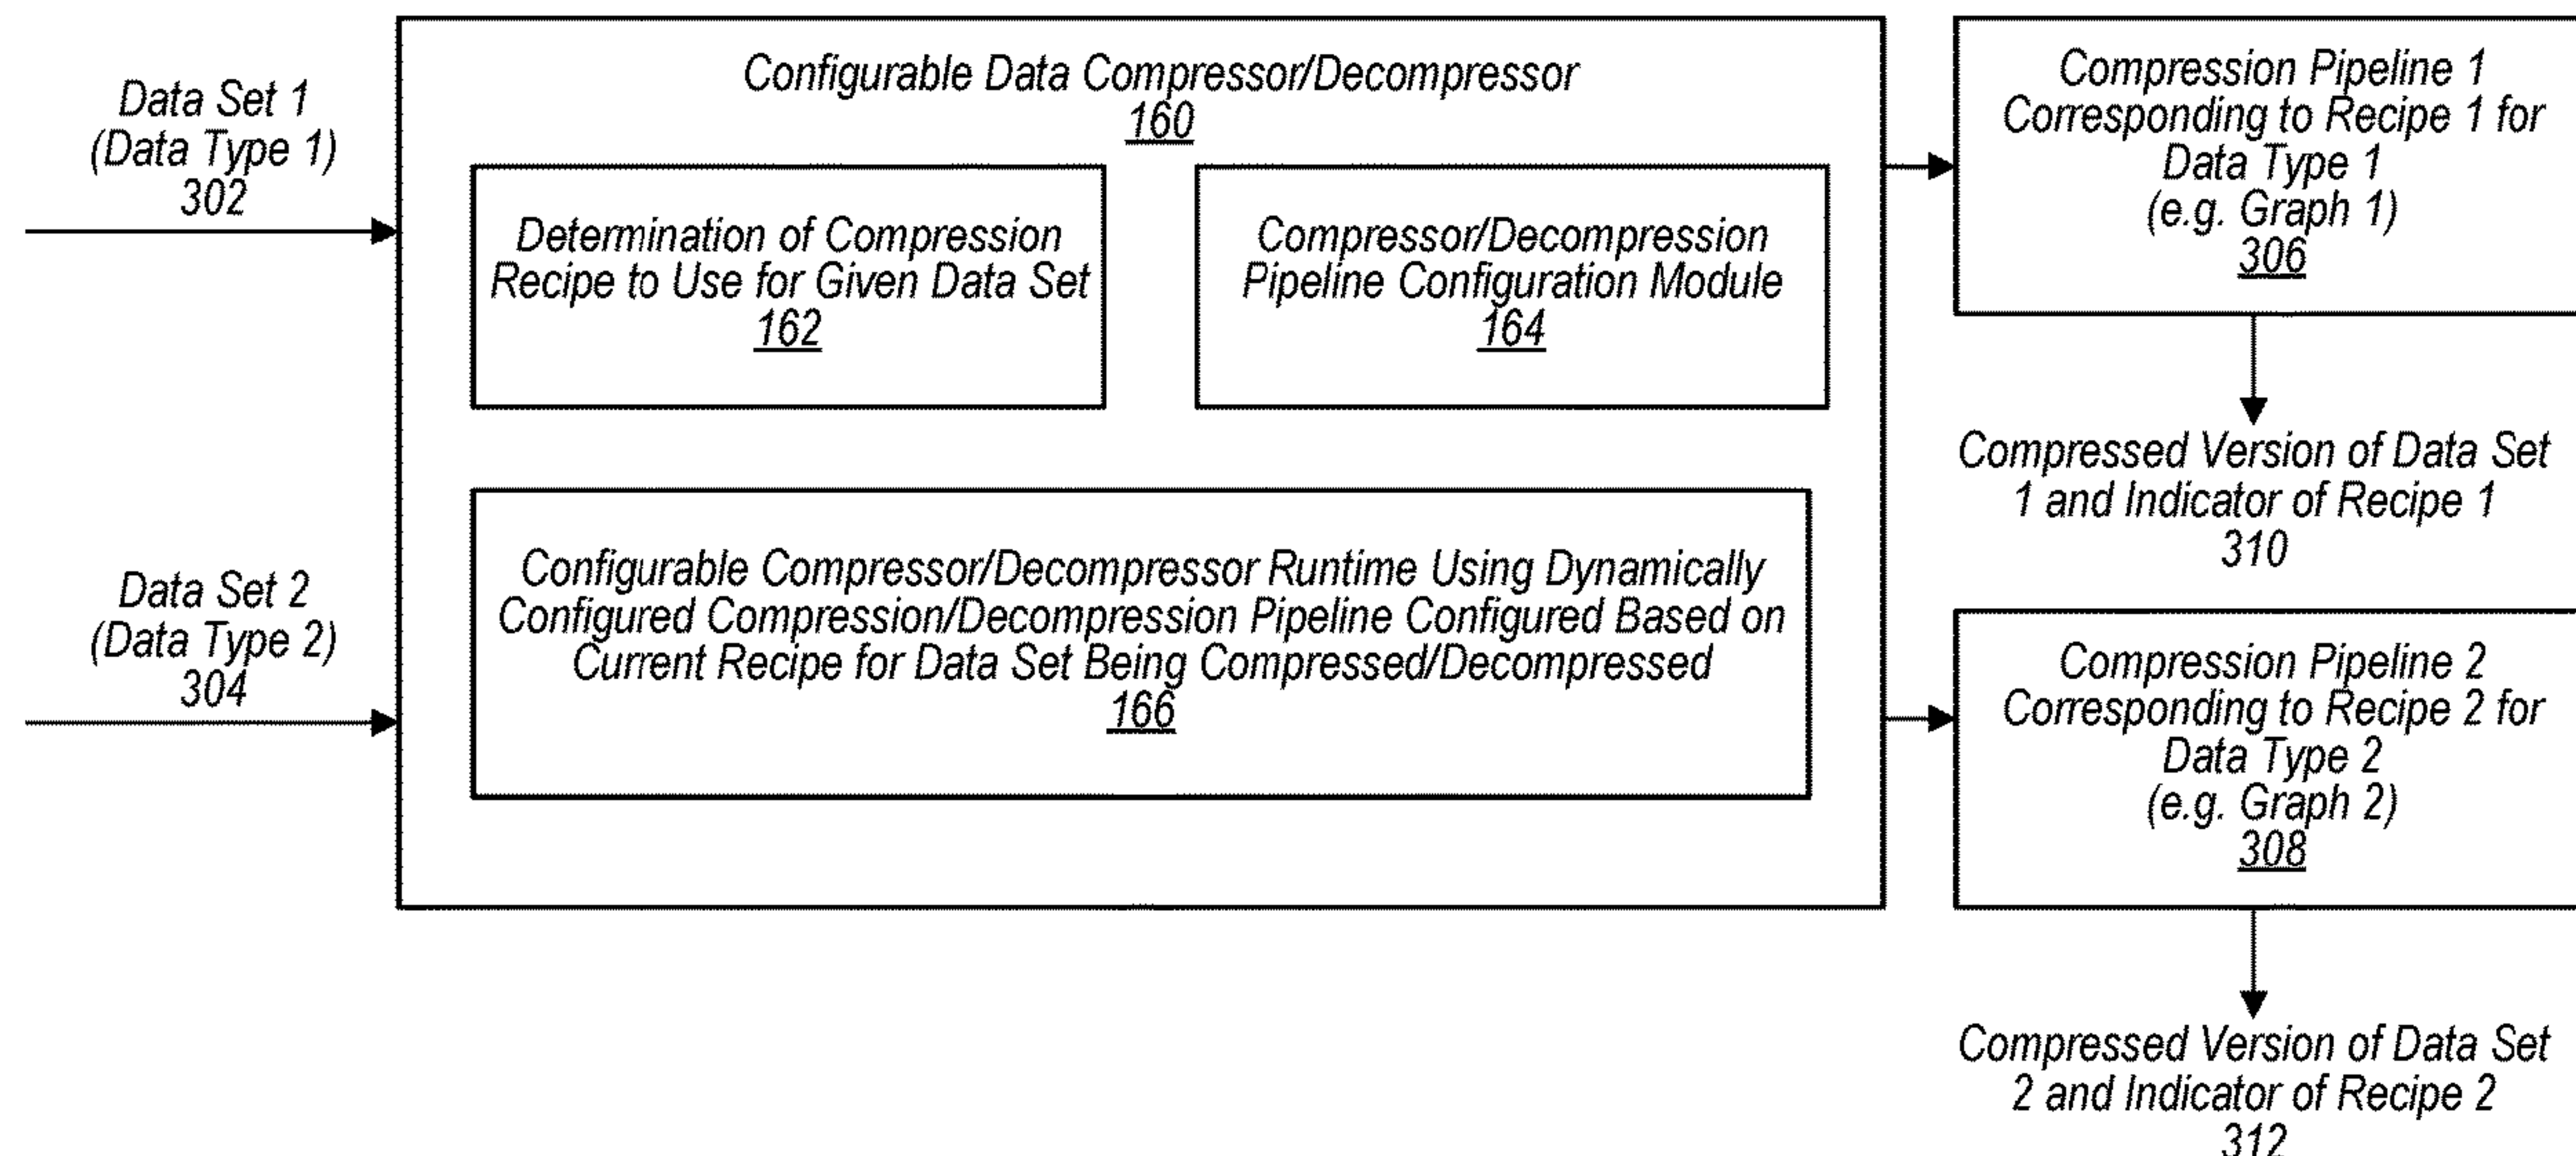 Data Set 1
(Data Type 1)
302
Data Set 2
(Data Type 2)
304
Configurable Data Compressor/Decompressor
160
Determination of Compression
Recipe to Use for Given Data Set
162
Compressor/Decompression
Pipeline Configuration Module
164
Configurable Compressor/Decompressor Runtime Using Dynamically
Configured Compression/Decompression Pipeline Configured Based on
Current Recipe for Data Set Being Compressed/Decompressed
166
Compression Pipeline 1
Corresponding to Recipe 1 for
Data Type 1
(e.g. Graph 1)
306
Compressed Version of Data Set
1 and Indicator of Recipe 1
310
Compression Pipeline 2
Corresponding to Recipe 2 for
Data Type 2
(e.g. Graph 2)
308
Compressed Version of Data Set
2 and Indicator of Recipe 2
312